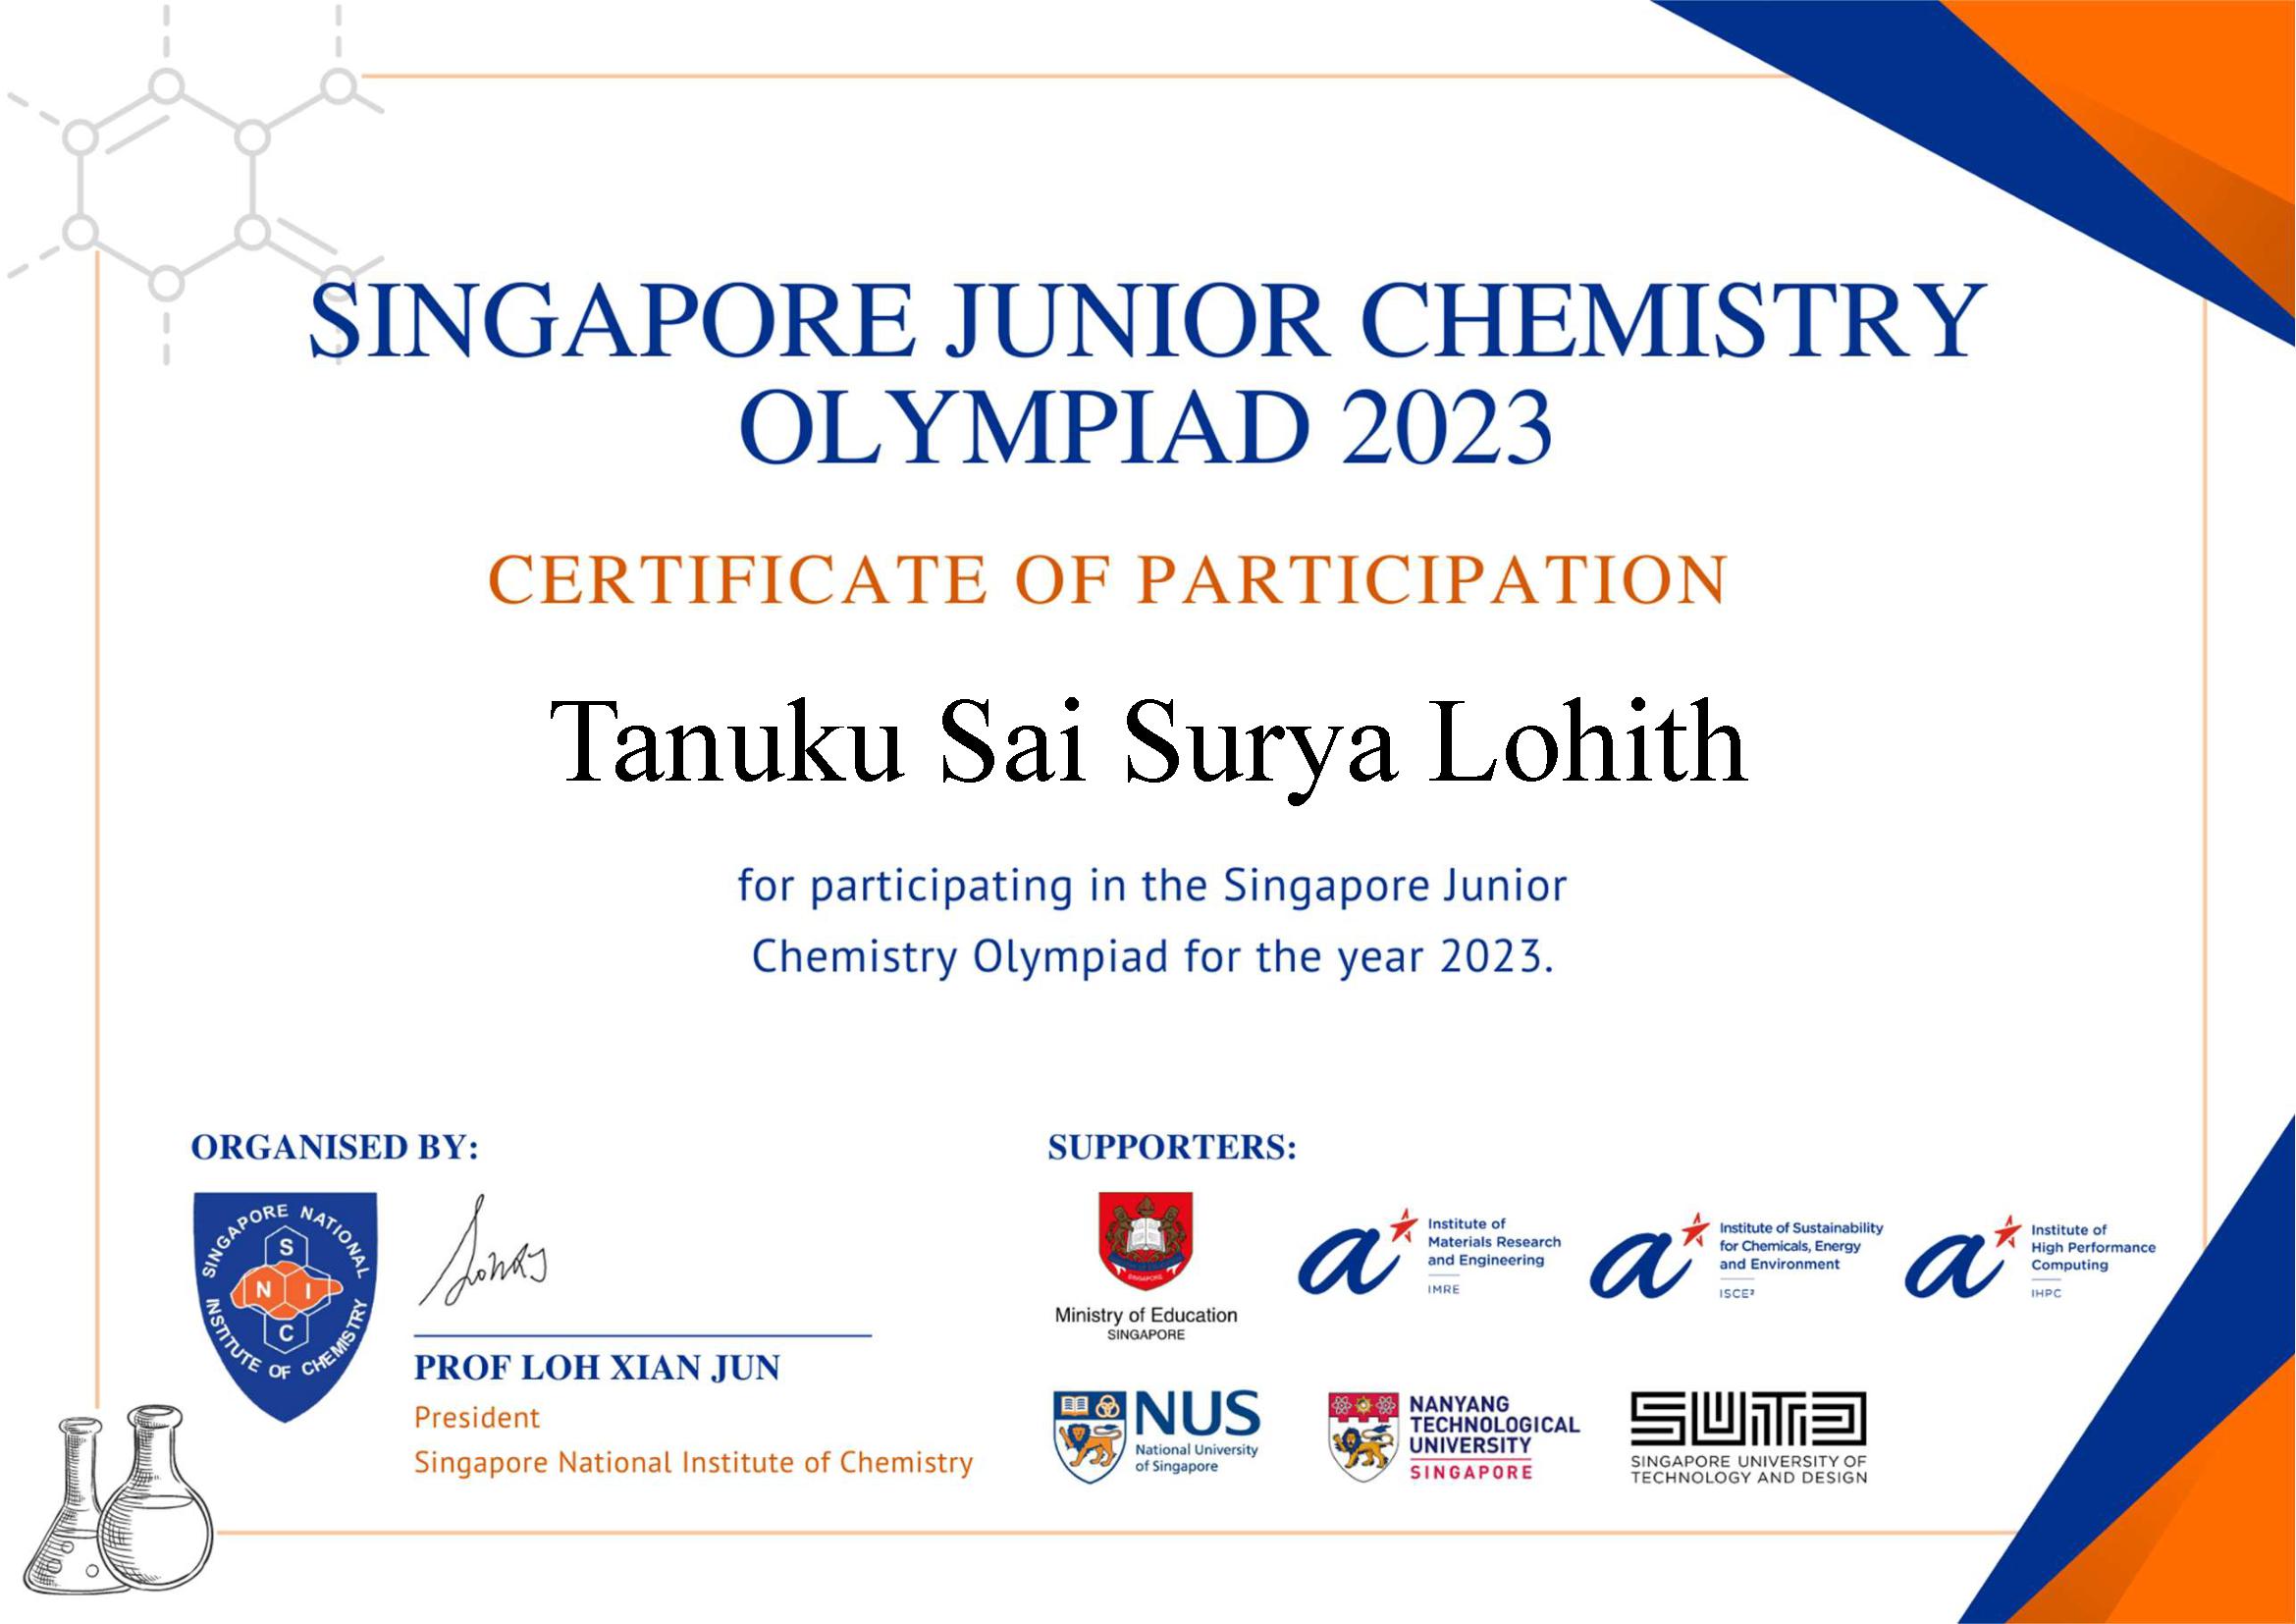 SINGAPORE JUNIOR CHEMISTRY
OLYMPIAD 2023
CERTIFICATE OF PARTICIPATION
Tanuku Sai Surya Lohith
for participating in the Singapore Junior
Chemistry Olympiad for the year 2023.
ORGANISED BY:
SINGAPORE NATIONAL
INSTITUTE OF CHEMISTRY
S
N I
C
PROF LOH XIAN JUN
President
Singapore National Institute of Chemistry
SUPPORTERS:
SINGAPORE
Ministry of Education
SINGAPORE
a
Institute of
Materials Research
and Engineering
IMRE
a
Institute of Sustainability
for Chemicals, Energy
and Environment
ISCE²
a
Institute of
High Performance
Computing
IHPC
NUS
National University
of Singapore
NANYANG
TECHNOLOGICAL
UNIVERSITY
SINGAPORE
SUTD
SINGAPORE UNIVERSITY OF
TECHNOLOGY AND DESIGN